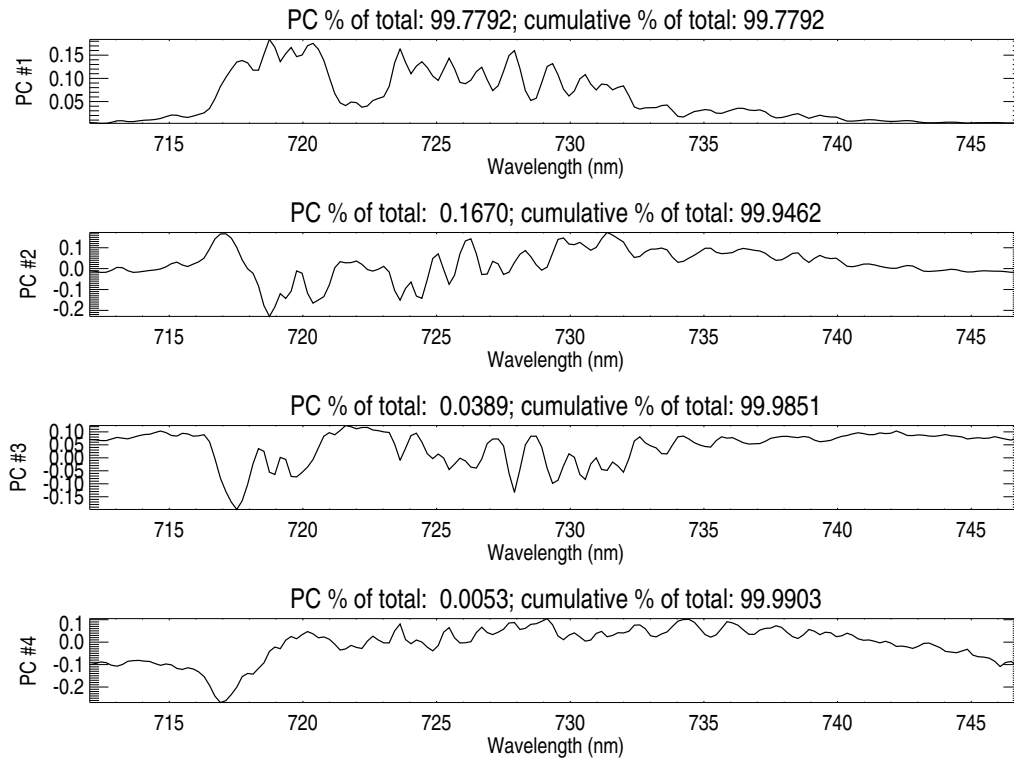 PC % of total: 99.7792; cumulative % of total: 99.7792
PC #1
0.15
0.10
0.05
715 720 725 730 735 740 745
Wavelength (nm)
PC % of total: 0.1670; cumulative % of total: 99.9462
PC #2
0.1
0.0
-0.1
-0.2
715 720 725 730 735 740 745
Wavelength (nm)
PC % of total: 0.0389; cumulative % of total: 99.9851
PC #3
0.10
0.05
0.00
-0.05
-0.10
-0.15
715 720 725 730 735 740 745
Wavelength (nm)
PC % of total: 0.0053; cumulative % of total: 99.9903
PC #4
0.1
0.0
-0.1
-0.2
715 720 725 730 735 740 745
Wavelength (nm)